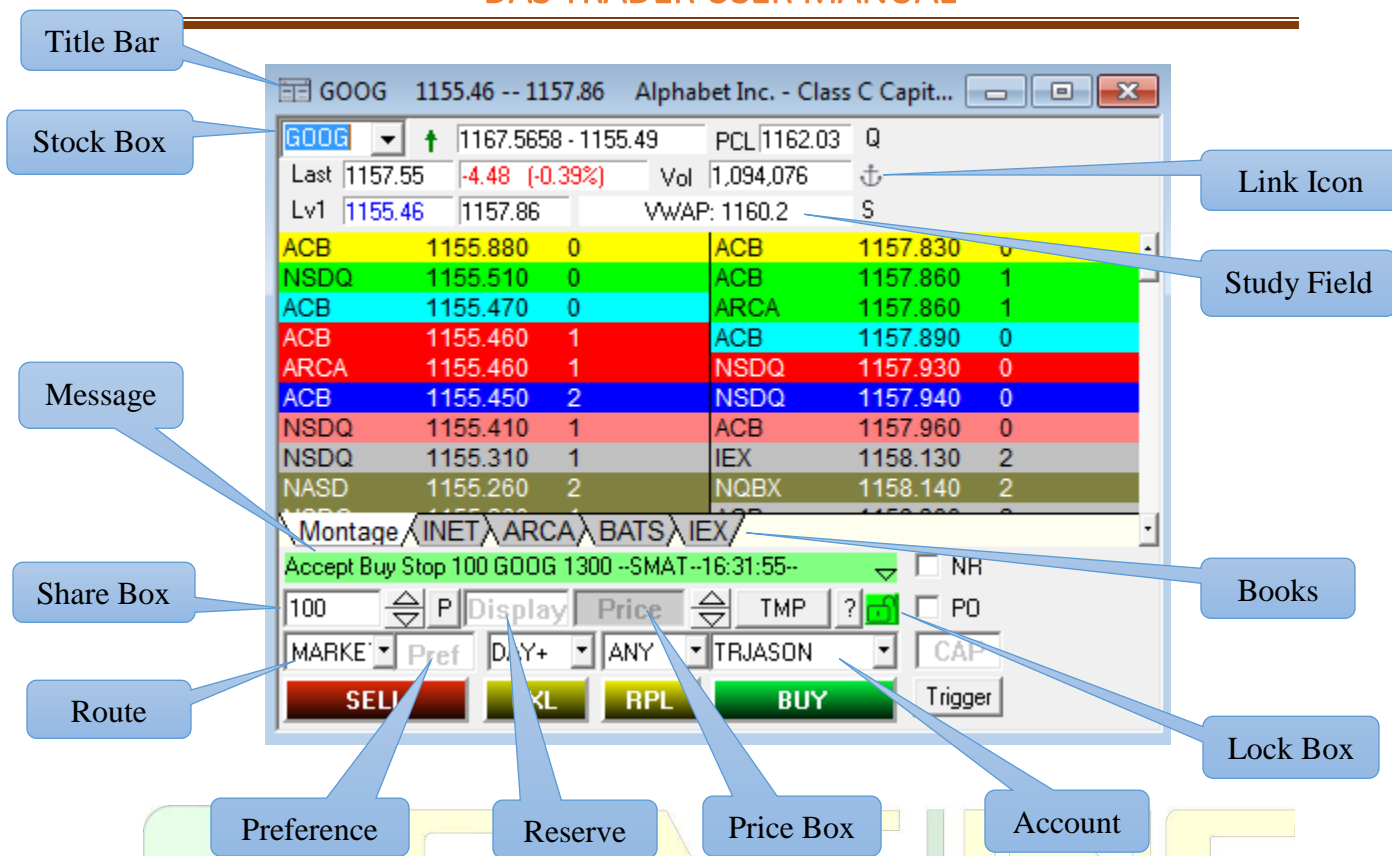 DAS TRADER USER MANUAL
Title Bar
GOOG 1155.46 -- 1157.86 Alphabet Inc. - Class C Capit...
Stock Box
GOOG 1167.5658 - 1155.49 PCL 1162.03 Q
Last 1157.55 -4.48 (-0.39%) Vol 1,094,076
Link Icon
Lv1 1155.46 1157.86 VWAP: 1160.2 S
Study Field
ACB 1155.880 0 ACB 1157.830 0
NSDQ 1155.510 0 ACB 1157.860 1
ACB 1155.470 0 ARCA 1157.860 1
ACB 1155.460 1 ACB 1157.890 0
ARCA 1155.460 1 NSDQ 1157.930 0
Message
ACB 1155.450 2 NSDQ 1157.940 0
NSDQ 1155.410 1 ACB 1157.960 0
NSDQ 1155.310 1 IEX 1158.130 2
NASD 1155.260 2 NQBX 1158.140 2
Montage INET ARCA BATS IEX
Accept Buy Stop 100 GOOG 1300 --SMAT--16:31:55-- NR
Share Box
Books
100 P Display Price TMP ? PO
MARKE Pref DAY+ ANY TRJASON CAP
Route
SELL RPL BUY Trigger
Lock Box
Preference
Reserve
Price Box
Account